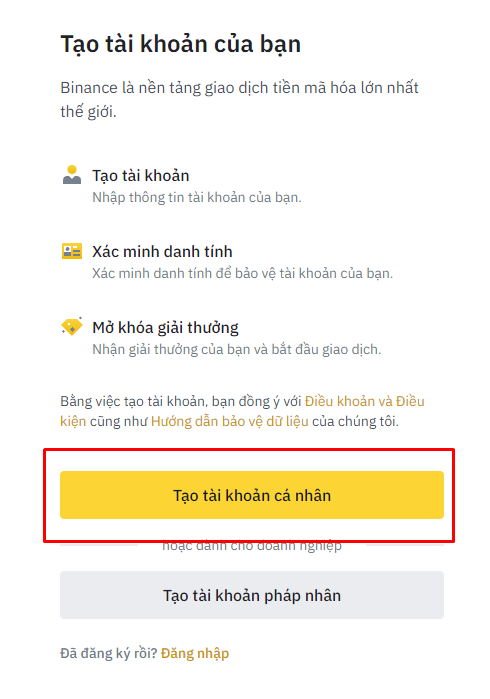 Tạo tài khoản của bạn
Binance là nền tảng giao dịch tiền mã hóa lớn nhất
thế giới.
Tạo tài khoản
Nhập thông tin tài khoản của bạn.
Xác minh danh tính
Xác minh danh tính để bảo vệ tài khoản của bạn.
Mở khóa giải thưởng
Nhận giải thưởng của bạn và bắt đầu giao dịch.
Bằng việc tạo tài khoản, bạn đồng ý với Điều khoản và Điều
kiện cũng như Hướng dẫn bảo vệ dữ liệu của chúng tôi.
Tạo tài khoản cá nhân
hoặc dành cho doanh nghiệp
Tạo tài khoản pháp nhân
Đã đăng ký rồi? Đăng nhập